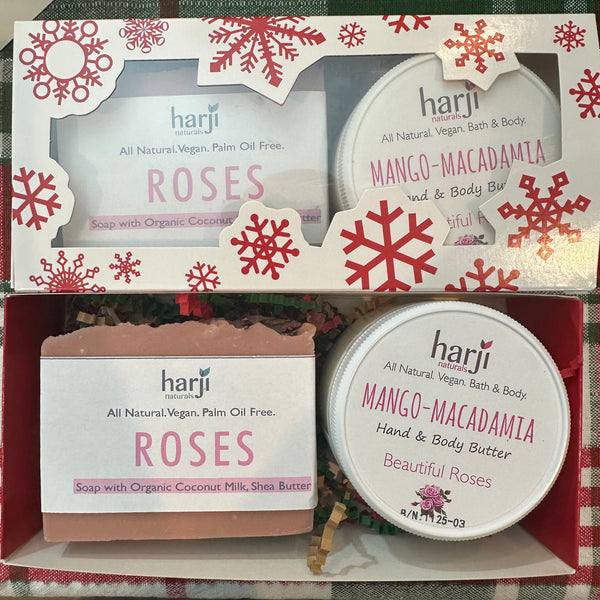 harji
naturals
All Natural.Vegan. Palm Oil Free.
ROSES
Soap with Organic Coconut
utter
harji
naturals
All Natural. Vegan. Bath & Body.
MANGO-MACADAMIA
Hand & Body Butter
Beautiful
harji
naturals
All Natural.Vegan. Palm Oil Free.
ROSES
Soap with Organic Coconut Milk, Shea Butter
harji
naturals
All Natural. Vegan. Bath & Body.
MANGO-MACADAMIA
Hand & Body Butter
Beautiful Roses
B/N:1125-03